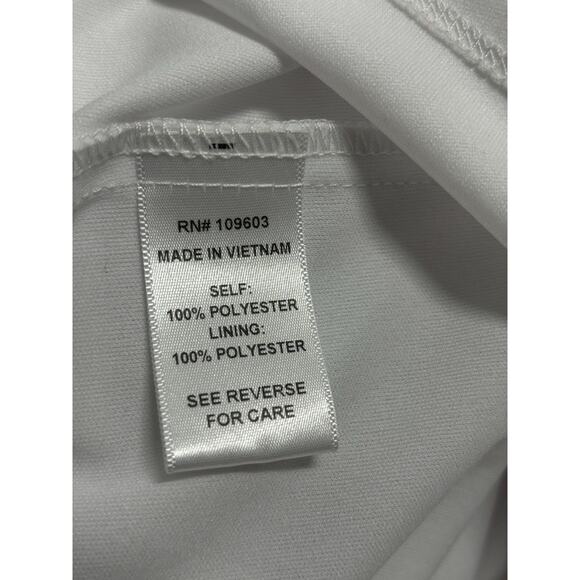 RN# 109603
MADE IN VIETNAM
SELF:
100% POLYESTER
LINING:
100% POLYESTER
SEE REVERSE
FOR CARE